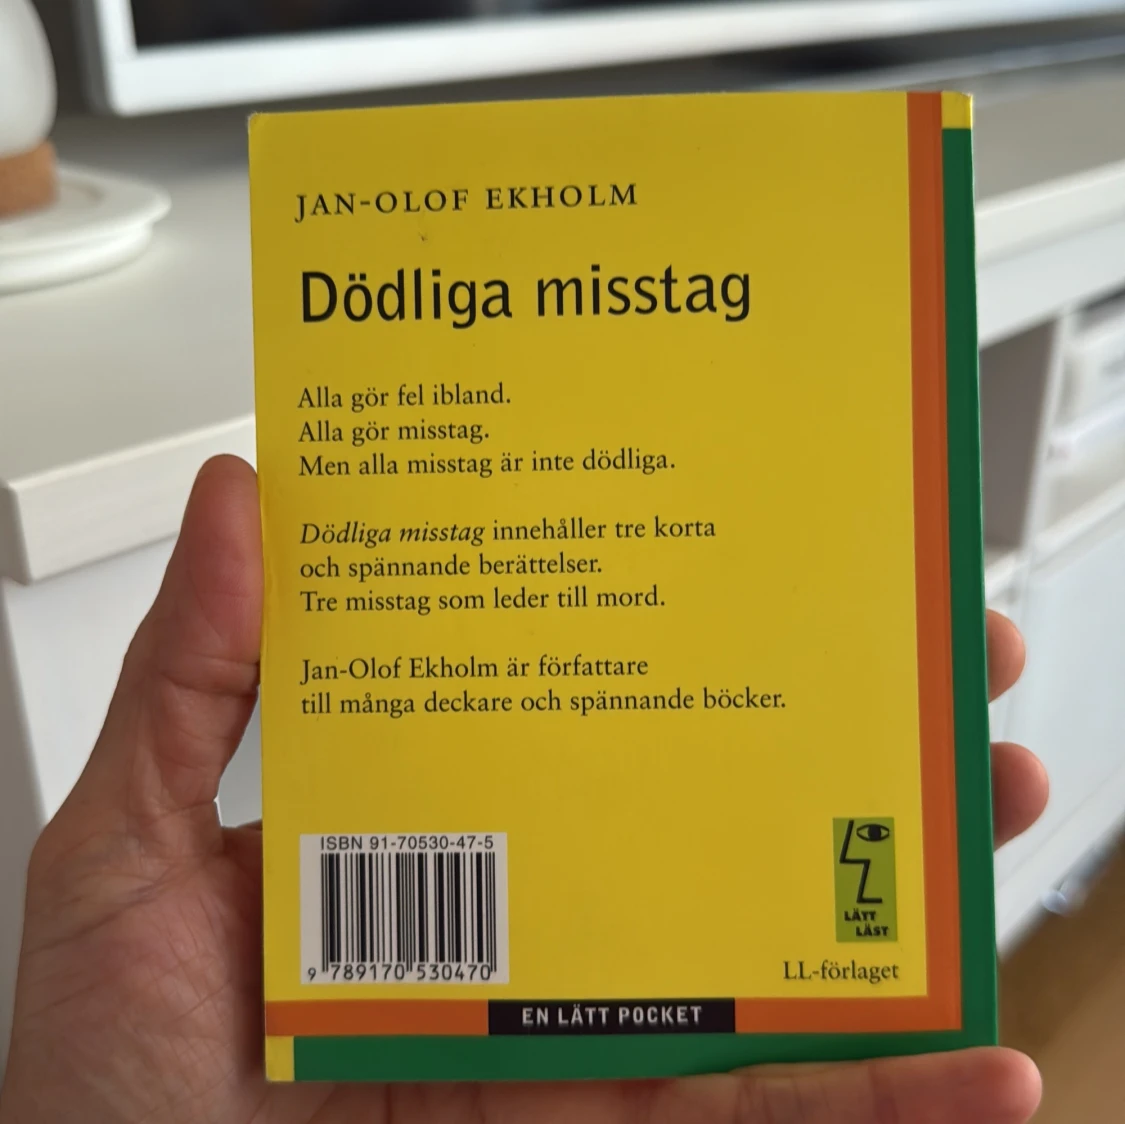 JAN-OLOF EKHOLM
Dödliga misstag
Alla gör fel ibland.
Alla gör misstag.
Men alla misstag är inte dödliga.
Dödliga misstag innehåller tre korta
och spännande berättelser.
Tre misstag som leder till mord.
Jan-Olof Ekholm är författare
till många deckare och spännande böcker.
ISBN 91-70530-47-5
9 789170 530470
LÄTT
LÄST
LL-förlaget
EN LÄTT POCKET